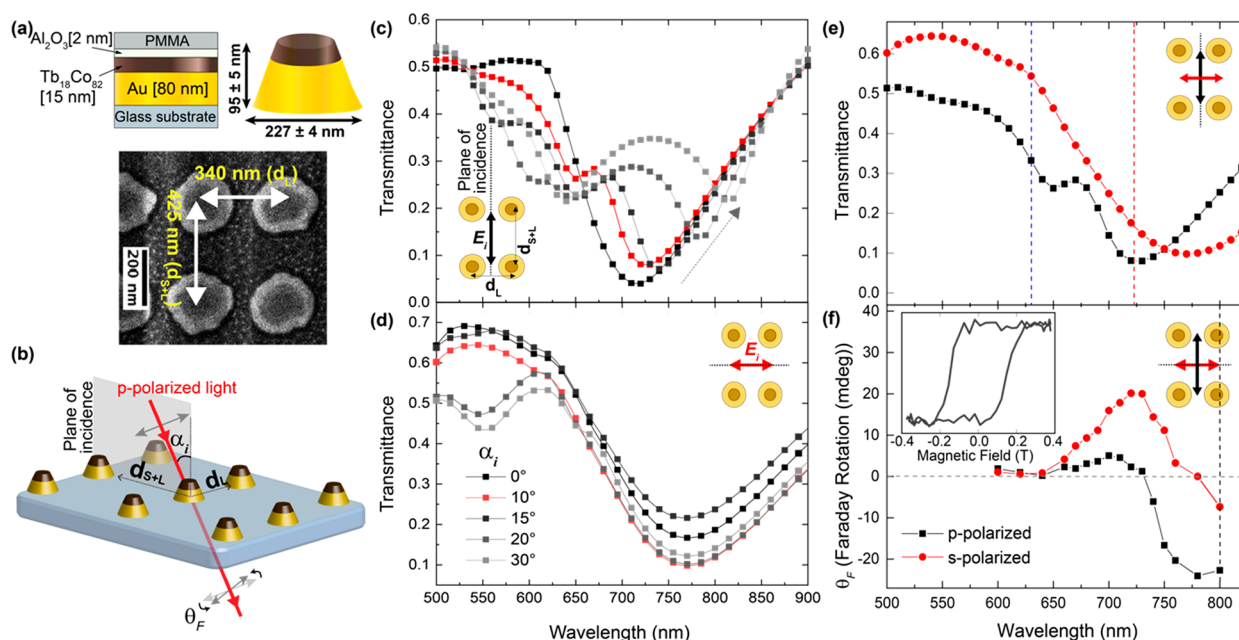 (a)
Al2O3[2 nm]
PMMA
Tb18Co82
[15 nm]
Au [80 nm]
Glass substrate
95 ± 5 nm
227 ± 4 nm
340 nm (dL)
425 nm (dS+L)
200 nm
(b)
p-polarized light
Plane of
incidence
αi
dS+L
dL
θF
(c)
Transmittance
0.6
0.5
0.4
0.3
0.2
0.1
0.0
Plane of
incidence
Ei
dS+L
dL
(d)
Transmittance
0.7
0.6
0.5
0.4
0.3
0.2
0.1
0.0
Ei
αi
0°
10°
15°
20°
30°
500 550 600 650 700 750 800 850 900
Wavelength (nm)
(e)
Transmittance
0.6
0.4
0.2
0.0
(f)
θF (Faraday Rotation (mdeg))
40
30
20
10
0
-10
-20
-0.4 -0.2 0.0 0.2 0.4
Magnetic Field (T)
p-polarized
s-polarized
500 550 600 650 700 750 800
Wavelength (nm)